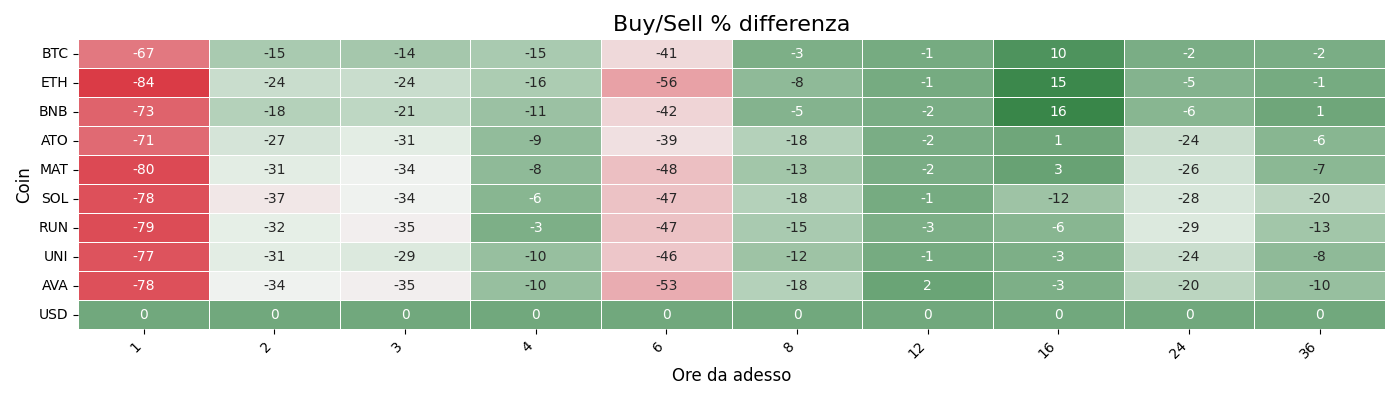 Buy/Sell % differenza
Coin
BTC -67 -15 -14 -15 -41 -3 -1 10 -2 -2
ETH -84 -24 -24 -16 -56 -8 -1 15 -5 -1
BNB -73 -18 -21 -11 -42 -5 -2 16 -6 1
ATO -71 -27 -31 -9 -39 -18 -2 1 -24 -6
MAT -80 -31 -34 -8 -48 -13 -2 3 -26 -7
SOL -78 -37 -34 -6 -47 -18 -1 -12 -28 -20
RUN -79 -32 -35 -3 -47 -15 -3 -6 -29 -13
UNI -77 -31 -29 -10 -46 -12 -1 -3 -24 -8
AVA -78 -34 -35 -10 -53 -18 2 -3 -20 -10
USD 0 0 0 0 0 0 0 0 0 0
1 2 3 4 6 8 12 16 24 36
Ore da adesso